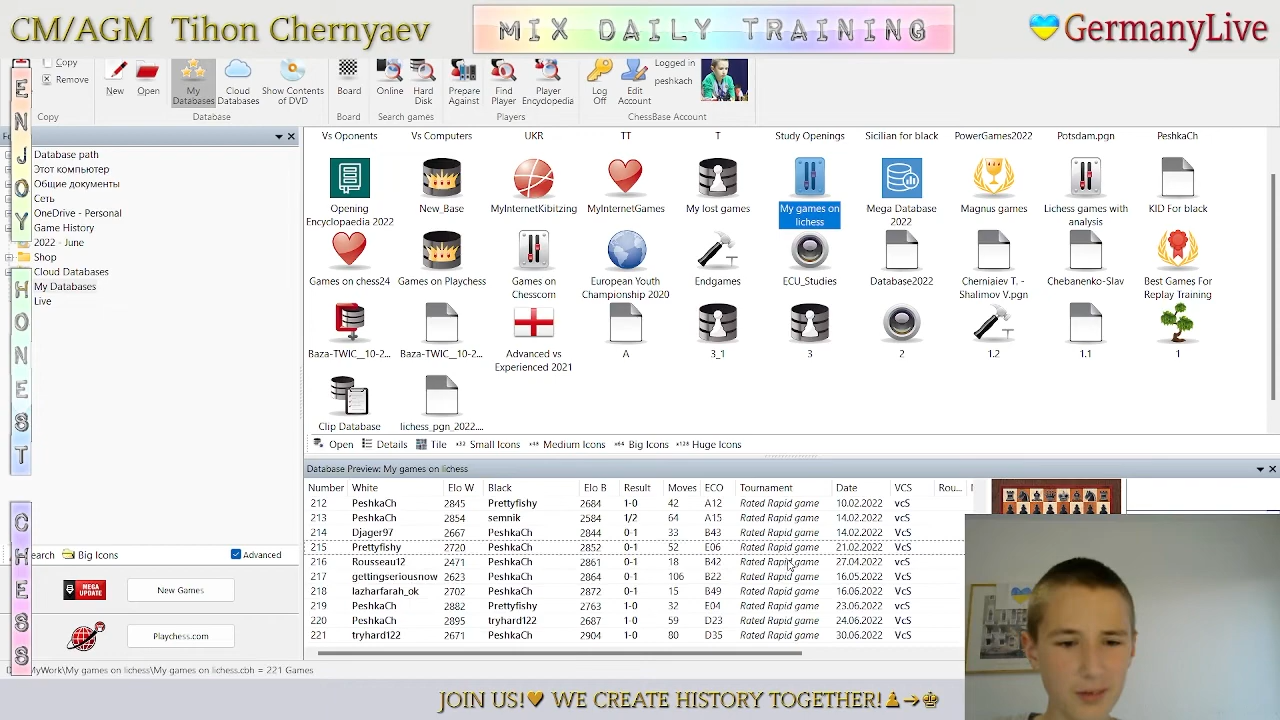 CM/AGM Tihon Chernyaev
MIX DAILY TRAINING
GermanyLive
ENJOY HONEST CHESS
Copy
Remove
Copy
New
Open
My Databases
Cloud Databases
Show Contents of DVD
Database
Board
Board
Online
Hard Disk
Search games
Prepare Against
Find Player
Player Encyclopedia
Players
Log Off
Edit Account
Logged in
peshkach
ChessBase Account
Database path
Этот компьютер
Общие документы
Сеть
OneDrive - Personal
Game History
2022 - June
Shop
Cloud Databases
My Databases
Live
earch
Big Icons
Advanced
New Games
MEGA UPDATE
Playchess.com
Vs Oponents
Vs Computers
UKR
TT
T
Study Openings
Sicilian for black
PowerGames2022
Potsdam.pgn
PeshkaCh
Opening Encyclopaedia 2022
New_Base
MyInternetKibitzing
MyInternetGames
My lost games
My games on lichess
Mega Database 2022
Magnus games
Lichess games with analysis
KID For black
Games on chess24
Games on Playchess
Games on Chesscom
European Youth Championship 2020
Endgames
ECU_Studies
Database2022
Cherniaiev T. - Shalimov V.pgn
Chebanenko-Slav
Best Games For Replay Training
Baza-TWIC__10-2...
Baza-TWIC__10-2...
Advanced vs Experienced 2021
A
3_1
3
2
1.2
1.1
1
Clip Database
lichess_pgn_2022....
Open
Details
Tile
Small Icons
Medium Icons
Big Icons
Huge Icons
Database Preview: My games on lichess
Number White Elo W Black Elo B Result Moves ECO Tournament Date VCS Rou...
212 PeshkaCh 2845 Prettyfishy 2684 1-0 42 A12 Rated Rapid game 10.02.2022 vcS
213 PeshkaCh 2854 semnik 2584 1/2 64 A15 Rated Rapid game 14.02.2022 vcS
214 Djager97 2667 PeshkaCh 2844 0-1 33 B43 Rated Rapid game 14.02.2022 VcS
215 Prettyfishy 2720 PeshkaCh 2852 0-1 52 E06 Rated Rapid game 21.02.2022 VcS
216 Rousseau12 2471 PeshkaCh 2861 0-1 18 B42 Rated Rapid game 27.04.2022 VcS
217 gettingseriousnow 2623 PeshkaCh 2864 0-1 106 B22 Rated Rapid game 16.05.2022 VcS
218 lazharfarah_ok 2702 PeshkaCh 2872 0-1 15 B49 Rated Rapid game 16.06.2022 VcS
219 PeshkaCh 2882 Prettyfishy 2763 1-0 32 E04 Rated Rapid game 23.06.2022 VcS
220 PeshkaCh 2895 tryhard122 2687 1-0 59 D23 Rated Rapid game 24.06.2022 VcS
221 tryhard122 2671 PeshkaCh 2904 0-1 80 D35 Rated Rapid game 30.06.2022 VcS
MyWork\My games on lichess\My games on lichess.cbh = 221 Games
JOIN US! WE CREATE HISTORY TOGETHER!